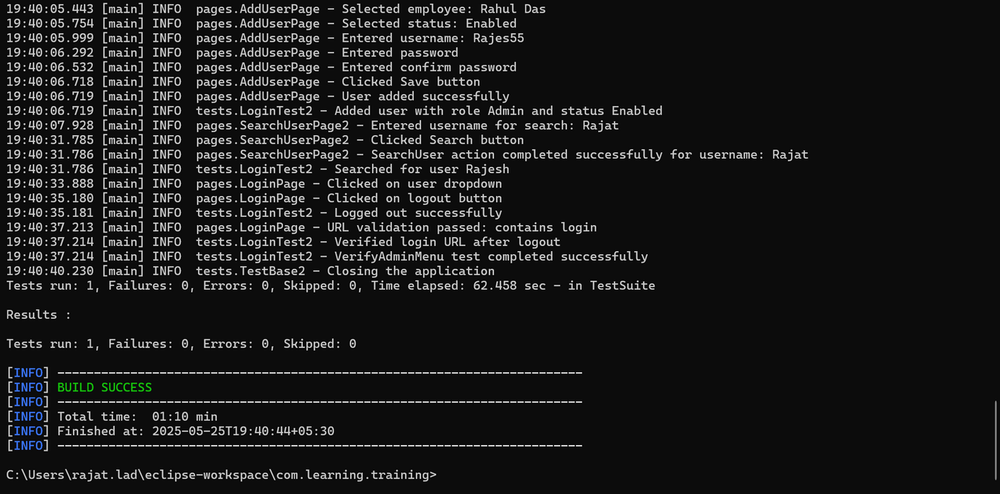 19:40:05.443 [main] INFO  pages.AddUserPage - Selected employee: Rahul Das
19:40:05.754 [main] INFO  pages.AddUserPage - Selected status: Enabled
19:40:05.999 [main] INFO  pages.AddUserPage - Entered username: Rajes55
19:40:06.292 [main] INFO  pages.AddUserPage - Entered password
19:40:06.532 [main] INFO  pages.AddUserPage - Entered confirm password
19:40:06.718 [main] INFO  pages.AddUserPage - Clicked Save button
19:40:06.719 [main] INFO  pages.AddUserPage - User added successfully
19:40:06.719 [main] INFO  tests.LoginTest2 - Added user with role Admin and status Enabled
19:40:07.928 [main] INFO  pages.SearchUserPage2 - Entered username for search: Rajat
19:40:31.785 [main] INFO  pages.SearchUserPage2 - Clicked Search button
19:40:31.786 [main] INFO  pages.SearchUserPage2 - SearchUser action completed successfully for username: Rajat
19:40:31.786 [main] INFO  tests.LoginTest2 - Searched for user Rajesh
19:40:33.888 [main] INFO  pages.LoginPage - Clicked on user dropdown
19:40:35.180 [main] INFO  pages.LoginPage - Clicked on logout button
19:40:35.181 [main] INFO  tests.LoginTest2 - Logged out successfully
19:40:37.213 [main] INFO  pages.LoginPage - URL validation passed: contains login
19:40:37.214 [main] INFO  tests.LoginTest2 - Verified login URL after logout
19:40:37.214 [main] INFO  tests.LoginTest2 - VerifyAdminMenu test completed successfully
19:40:40.230 [main] INFO  tests.TestBase2 - Closing the application
Tests run: 1, Failures: 0, Errors: 0, Skipped: 0, Time elapsed: 62.458 sec - in TestSuite
Results :
Tests run: 1, Failures: 0, Errors: 0, Skipped: 0
[INFO] ------------------------------------------------------------------------
[INFO] BUILD SUCCESS
[INFO] ------------------------------------------------------------------------
[INFO] Total time:  01:10 min
[INFO] Finished at: 2025-05-25T19:40:44+05:30
[INFO] ------------------------------------------------------------------------
C:\Users\rajat.lad\eclipse-workspace\com.learning.training>